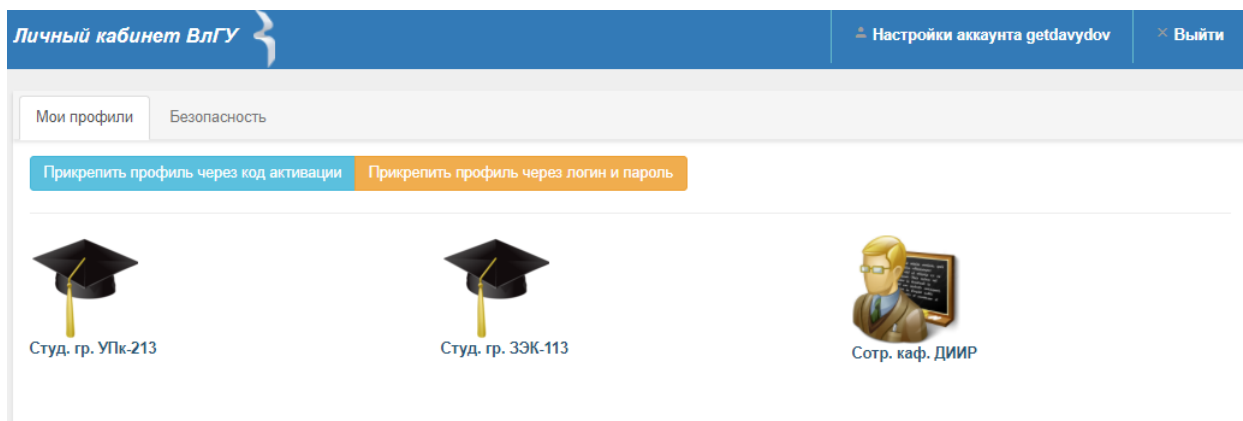 Личный кабинет ВлГУ
Настройки аккаунта getdavydov
Выйти
Мои профили
Безопасность
Прикрепить профиль через код активации
Прикрепить профиль через логин и пароль
Студ. гр. УПк-213
Студ. гр. ЗЭК-113
Сотр. каф. ДИИР